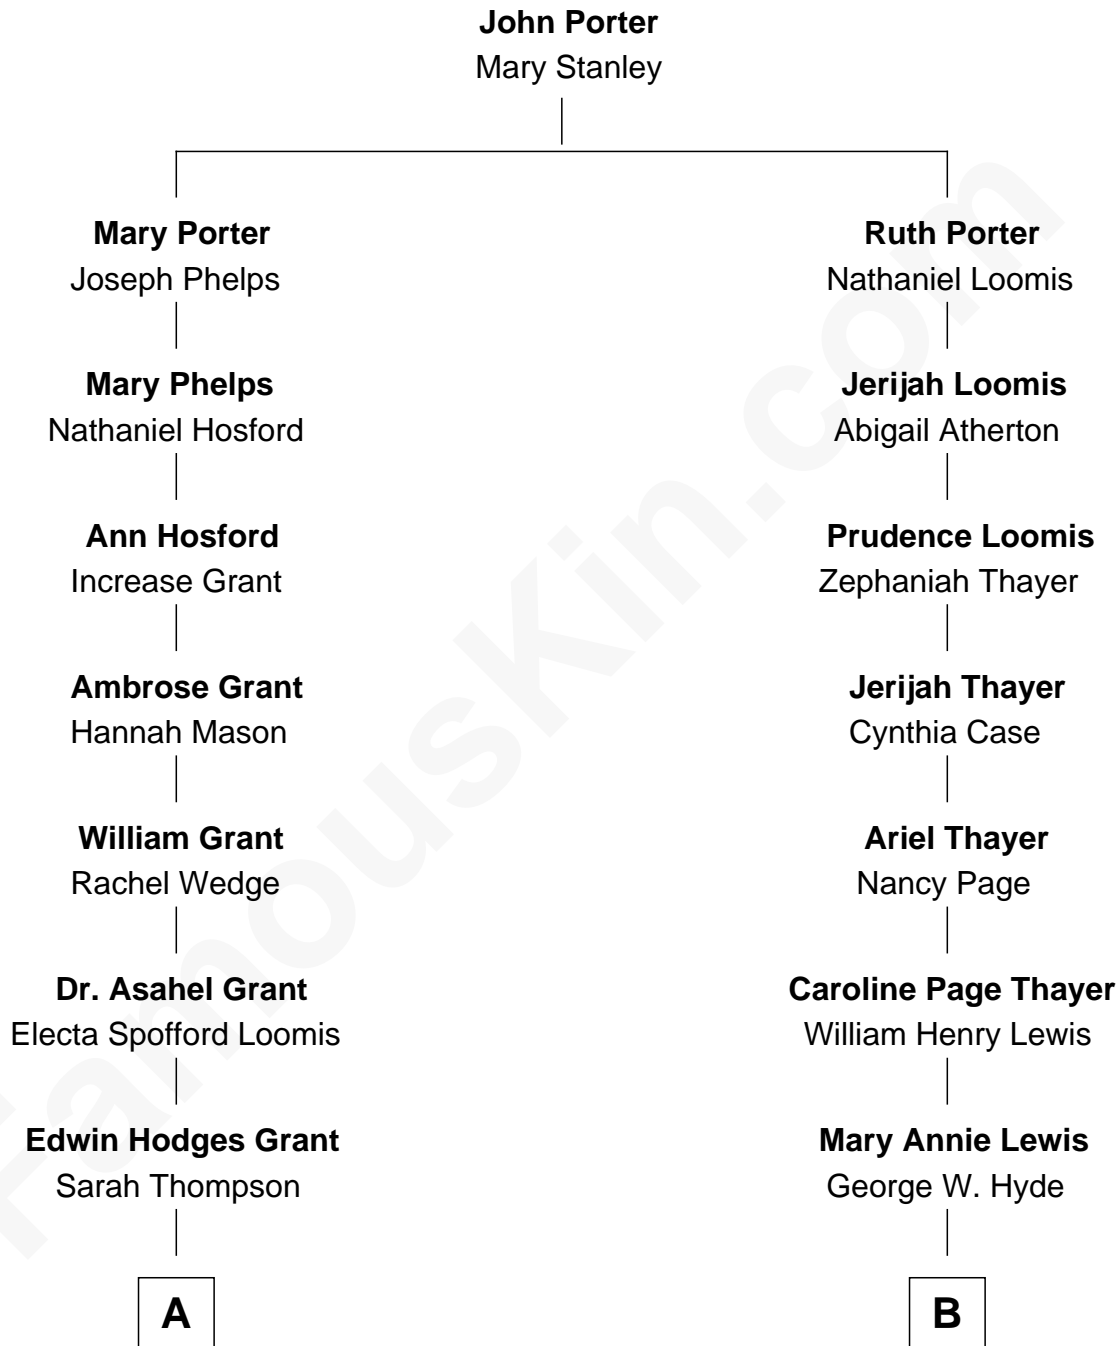 John Porter
Mary Stanley
Mary Porter
Joseph Phelps
Ruth Porter
Nathaniel Loomis
Mary Phelps
Nathaniel Hosford
Jerijah Loomis
Abigail Atherton
Ann Hosford
Increase Grant
Prudence Loomis
Zephaniah Thayer
Ambrose Grant
Hannah Mason
Jerijah Thayer
Cynthia Case
William Grant
Rachel Wedge
Ariel Thayer
Nancy Page
Dr. Asahel Grant
Electa Spofford Loomis
Caroline Page Thayer
William Henry Lewis
Edwin Hodges Grant
Sarah Thompson
Mary Annie Lewis
George W. Hyde
A
B
FamousKin.com